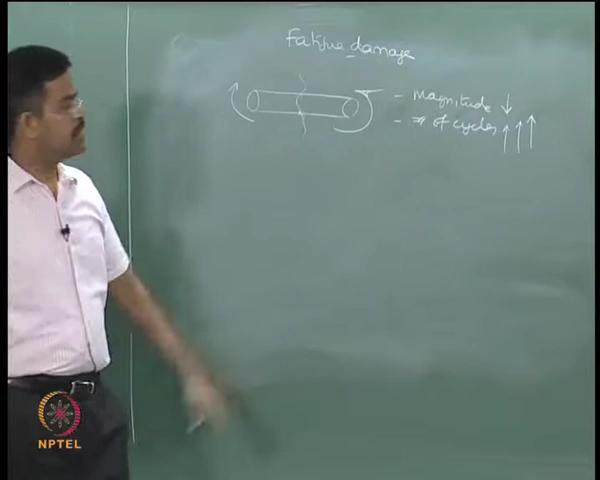 Fatigue damage
- Magnitude ↓
- # of cycles ↑ ↑ ↑
NPTEL